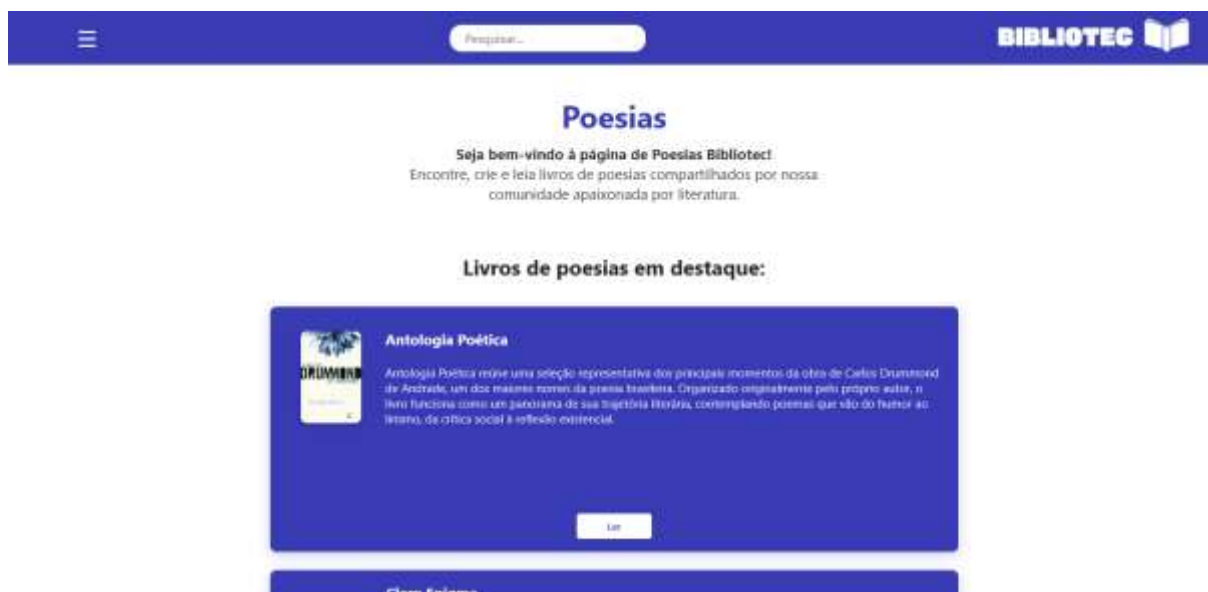 Pesquisar...
BIBLIOTEC
Poesias
Seja bem-vindo à página de Poesias Bibliotec!
Encontre, crie e leia livros de poesias compartilhados por nossa
comunidade apaixonada por literatura.
Livros de poesias em destaque:
Antologia Poética
DRUMMOND
Antologia Poética reúne uma seleção representativa dos principais momentos da obra de Carlos Drummond
de Andrade, um dos maiores nomes da poesia brasileira. Organizado originalmente pelo próprio autor, o
livro funciona como um panorama de sua trajetória literária, contemplando poemas que vão do humor ao
lirismo, da crítica social à reflexão existencial.
Ler
Claro Enigma